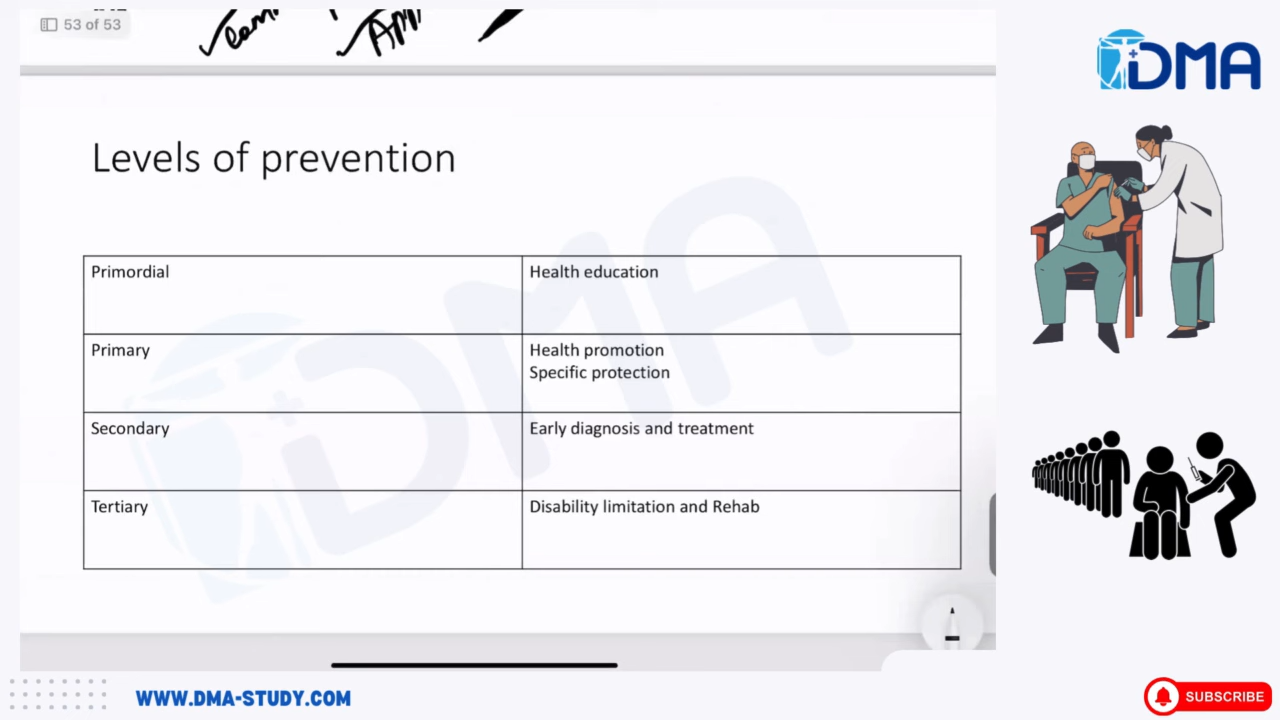 53 of 53
DMA
Levels of prevention
Primordial
Health education
Primary
Health promotion
Specific protection
Secondary
Early diagnosis and treatment
Tertiary
Disability limitation and Rehab
DMA
WWW.DMA-STUDY.COM
SUBSCRIBE